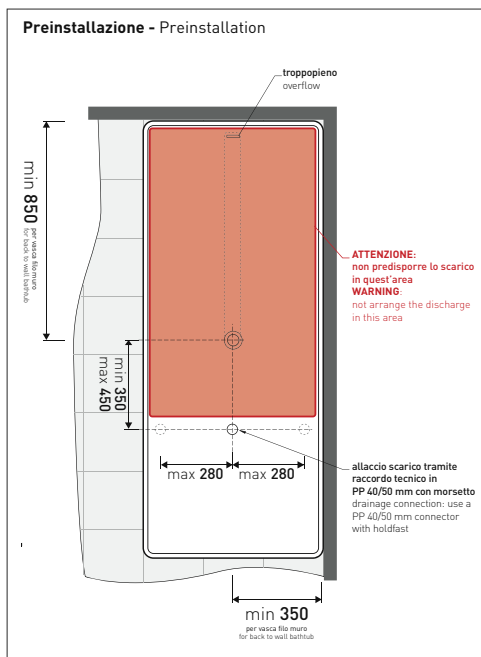 Preinstallazione - Preinstallation
troppopieno
overflow
min 850
per vasca filo muro
for back to wall bathtub
ATTENZIONE:
non predisporre lo scarico
in quest'area
WARNING:
not arrange the discharge
in this area
min 350
max 450
max 280
max 280
allaccio scarico tramite
raccordo tecnico in
PP 40/50 mm con morsetto
drainage connection: use a
PP 40/50 mm connector
with holdfast
min 350
per vasca filo muro
for back to wall bathtub